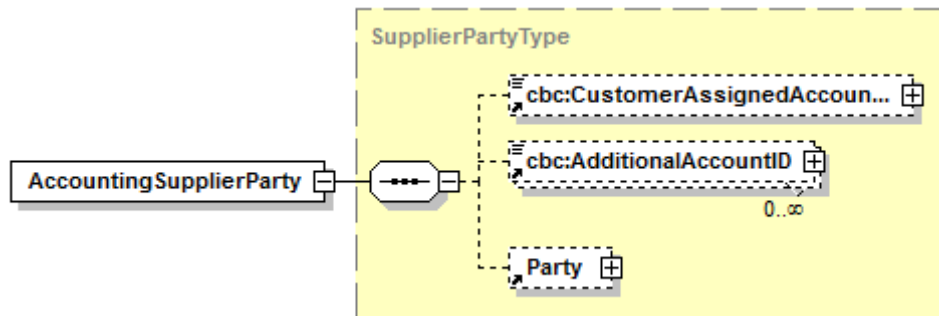 SupplierPartyType
cbc:CustomerAssignedAccoun...
cbc:AdditionalAccountID
AccountingSupplierParty
0..∞
Party